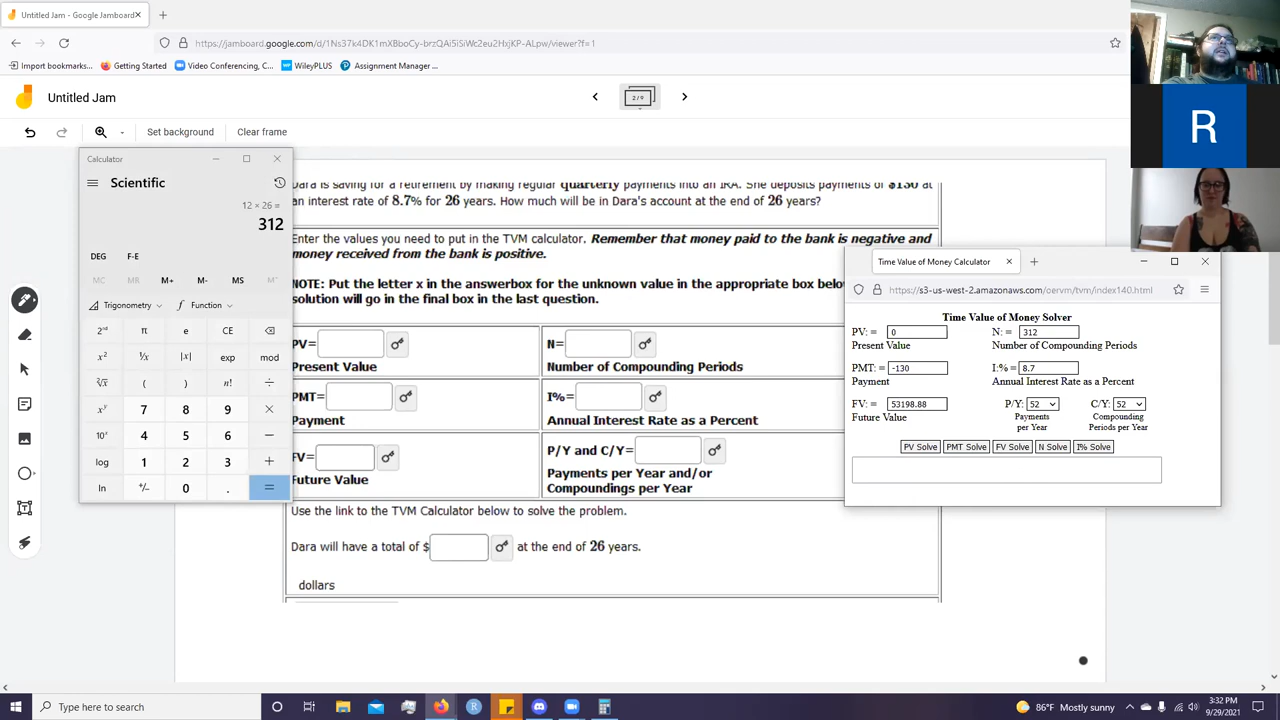 Untitled Jam - Google Jamboard
https://jamboard.google.com/d/1Ns37k4DK1mXBboCy-brzQAi5iSiWc2eu2HxjKP-ALpw/viewer?f=1
Import bookmarks...
Getting Started
Video Conferencing, C...
WileyPLUS
Assignment Manager ...
Untitled Jam
2 / 9
Set background
Clear frame
R
Calculator
Scientific
12 × 26 =
312
DEG
F-E
MC
MR
M+
M-
MS
Trigonometry
Function
2ⁿᵈ
π
e
CE
x²
¹/x
|x|
exp
mod
²√x
(
)
n!
÷
xʸ
7
8
9
×
10ˣ
4
5
6
−
log
1
2
3
+
ln
+/−
0
.
=
Dara is saving for a retirement by making regular quarterly payments into an IRA. She deposits payments of $130 at
an interest rate of 8.7% for 26 years. How much will be in Dara's account at the end of 26 years?
Enter the values you need to put in the TVM calculator. Remember that money paid to the bank is negative and
money received from the bank is positive.
NOTE: Put the letter x in the answerbox for the unknown value in the appropriate box belo
solution will go in the final box in the last question.
PV=
Present Value
N=
Number of Compounding Periods
PMT=
Payment
I%=
Annual Interest Rate as a Percent
FV=
Future Value
P/Y and C/Y=
Payments per Year and/or
Compoundings per Year
Use the link to the TVM Calculator below to solve the problem.
Dara will have a total of $ at the end of 26 years.
dollars
Time Value of Money Calculator
https://s3-us-west-2.amazonaws.com/oervm/tvm/index140.html
Time Value of Money Solver
PV: = 0
Present Value
N: = 312
Number of Compounding Periods
PMT: = -130
Payment
I:% = 8.7
Annual Interest Rate as a Percent
FV: = 53198.88
Future Value
P/Y: 52
Payments
per Year
C/Y: 52
Compounding
Periods per Year
PV Solve
PMT Solve
FV Solve
N Solve
I% Solve
Type here to search
86°F Mostly sunny
3:32 PM
9/29/2021